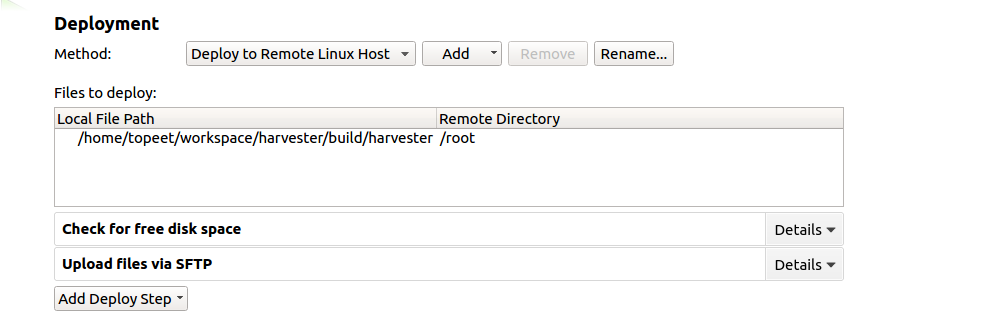 Deployment
Method: Deploy to Remote Linux Host Add Remove Rename...
Files to deploy:
Local File Path Remote Directory
/home/topeet/workspace/harvester/build/harvester /root
Check for free disk space Details
Upload files via SFTP Details
Add Deploy Step